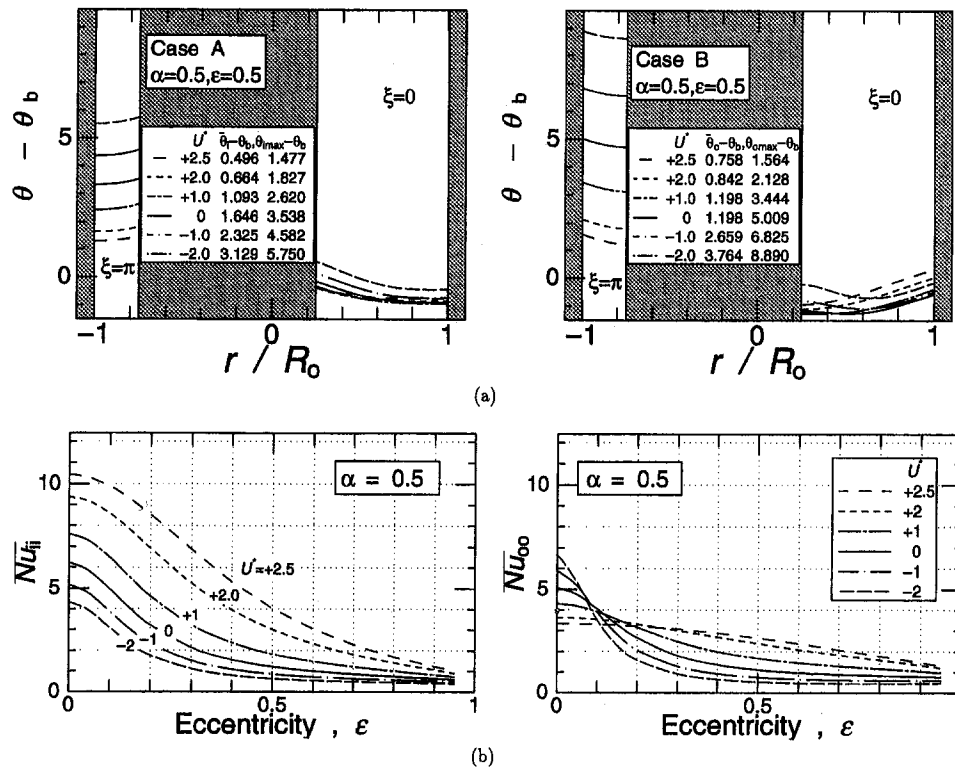 (a)
Case A
α=0.5,ε=0.5
ξ=0
θ - θb
5
0
U* θ̄i-θb,θimax-θb
+2.5 0.496 1.477
+2.0 0.664 1.827
+1.0 1.093 2.620
0 1.646 3.538
-1.0 2.325 4.582
-2.0 3.129 5.750
ξ=π
-1 0 1
r / Ro
Case B
α=0.5,ε=0.5
ξ=0
θ - θb
5
0
U* θ̄o-θb,θomax-θb
+2.5 0.758 1.564
+2.0 0.842 2.128
+1.0 1.198 3.444
0 1.198 5.009
-1.0 2.659 6.825
-2.0 3.764 8.890
ξ=π
-1 0 1
r / Ro
(a)
α = 0.5
10
5
0
Nuii
U*=+2.5
+2.0
+1
0
-1
-2
0 0.5 1
Eccentricity , ε
α = 0.5
10
5
0
Nuoo
U*
+2.5
+2
+1
0
-1
-2
0 0.5
Eccentricity , ε
(b)